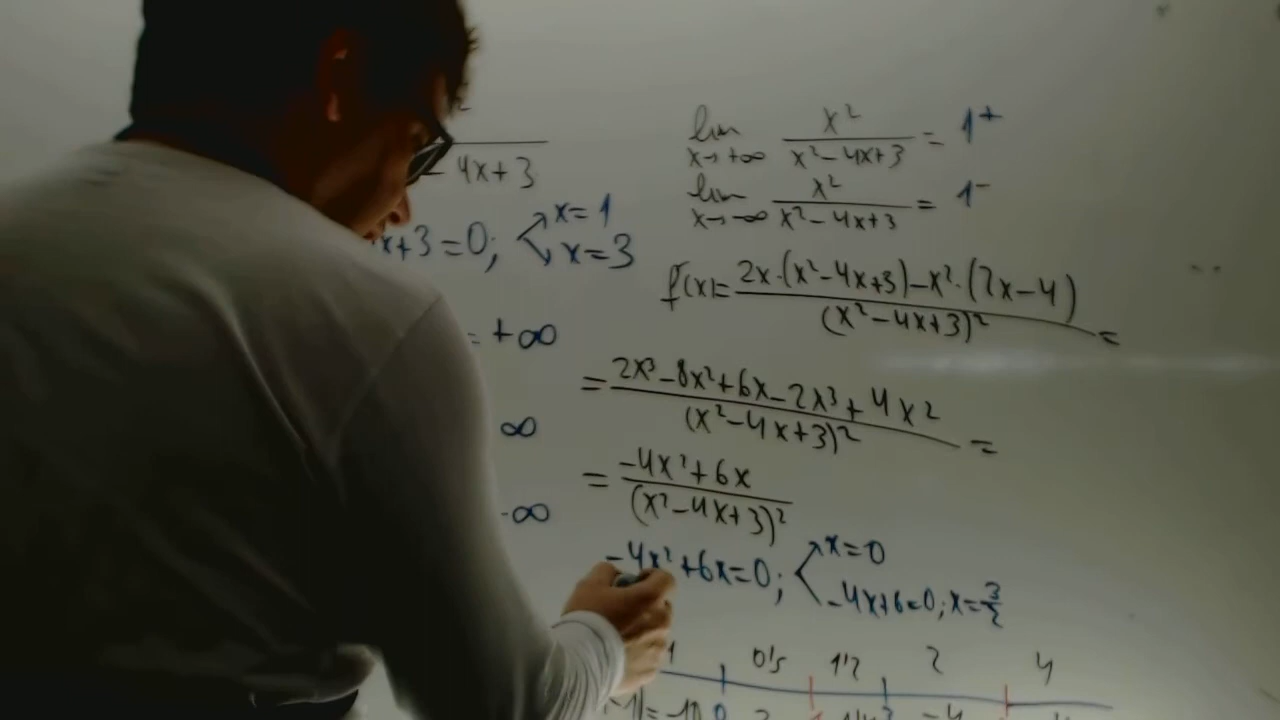 - 4x+3
x+3=0; x=1
x=3
= +∞
∞
-∞
lim x→+∞ x²/(x²-4x+3) = 1⁺
lim x→-∞ x²/(x²-4x+3) = 1⁻
f'(x)= (2x·(x²-4x+3)-x²·(2x-4))/(x²-4x+3)² =
= (2x³-8x²+6x-2x³+4x²)/(x²-4x+3)² =
= (-4x²+6x)/(x²-4x+3)²
-4x²+6x=0; x=0
-4x+6=0; x=3/2
0's 1'2 2 4